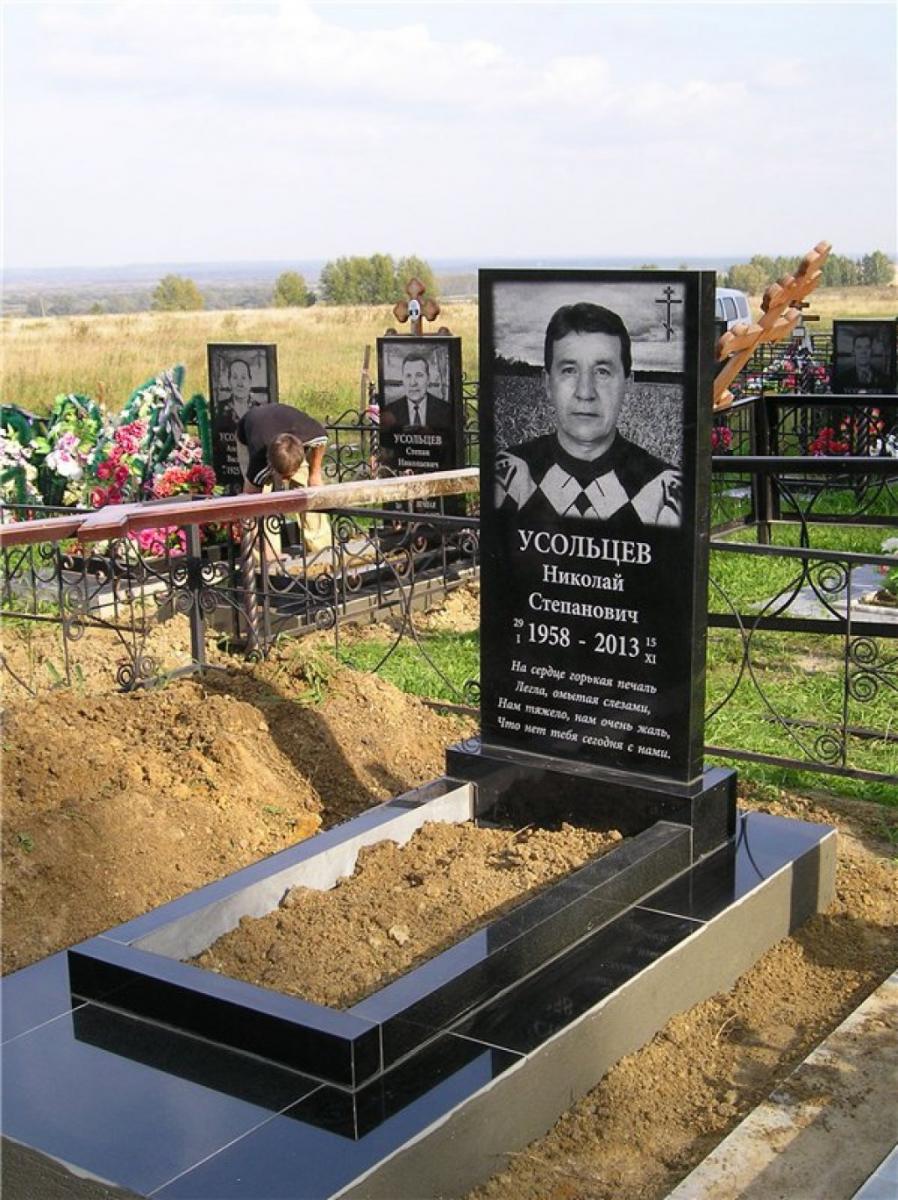 УСОЛЬЦЕВ
Николай
Степанович
29
I
1958 - 2013
15
XI
На сердце горькая печаль
Легла, омытая слезами,
Нам тяжело, нам очень жаль,
Что нет тебя сегодня с нами.
УСОЛЬЦЕВ
Степан
Николаевич